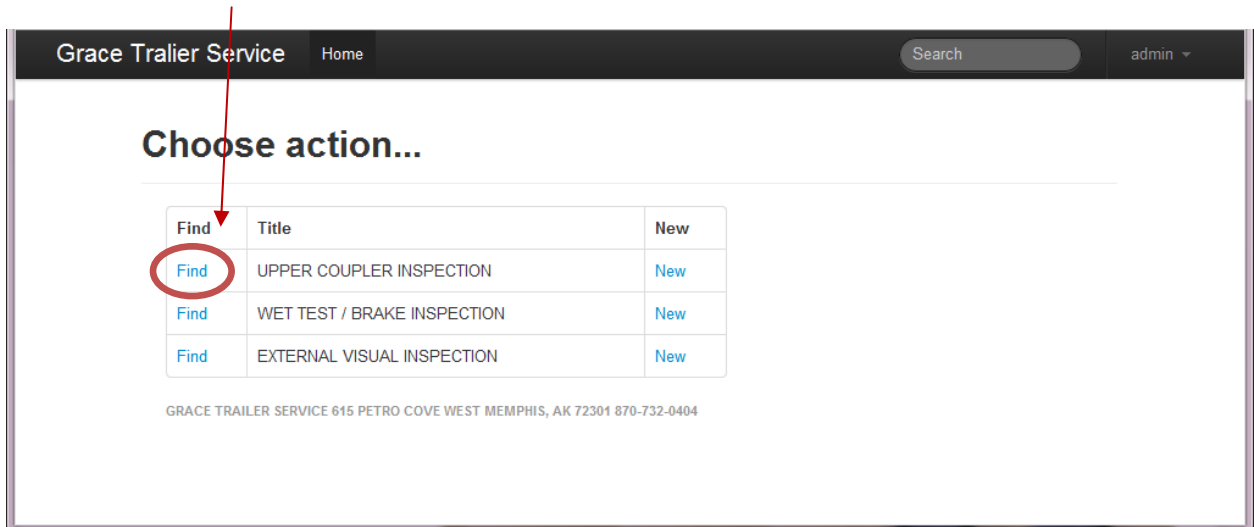 Grace Tralier Service Home Search admin
Choose action...
Find Title New
Find UPPER COUPLER INSPECTION New
Find WET TEST / BRAKE INSPECTION New
Find EXTERNAL VISUAL INSPECTION New
GRACE TRAILER SERVICE 615 PETRO COVE WEST MEMPHIS, AK 72301 870-732-0404